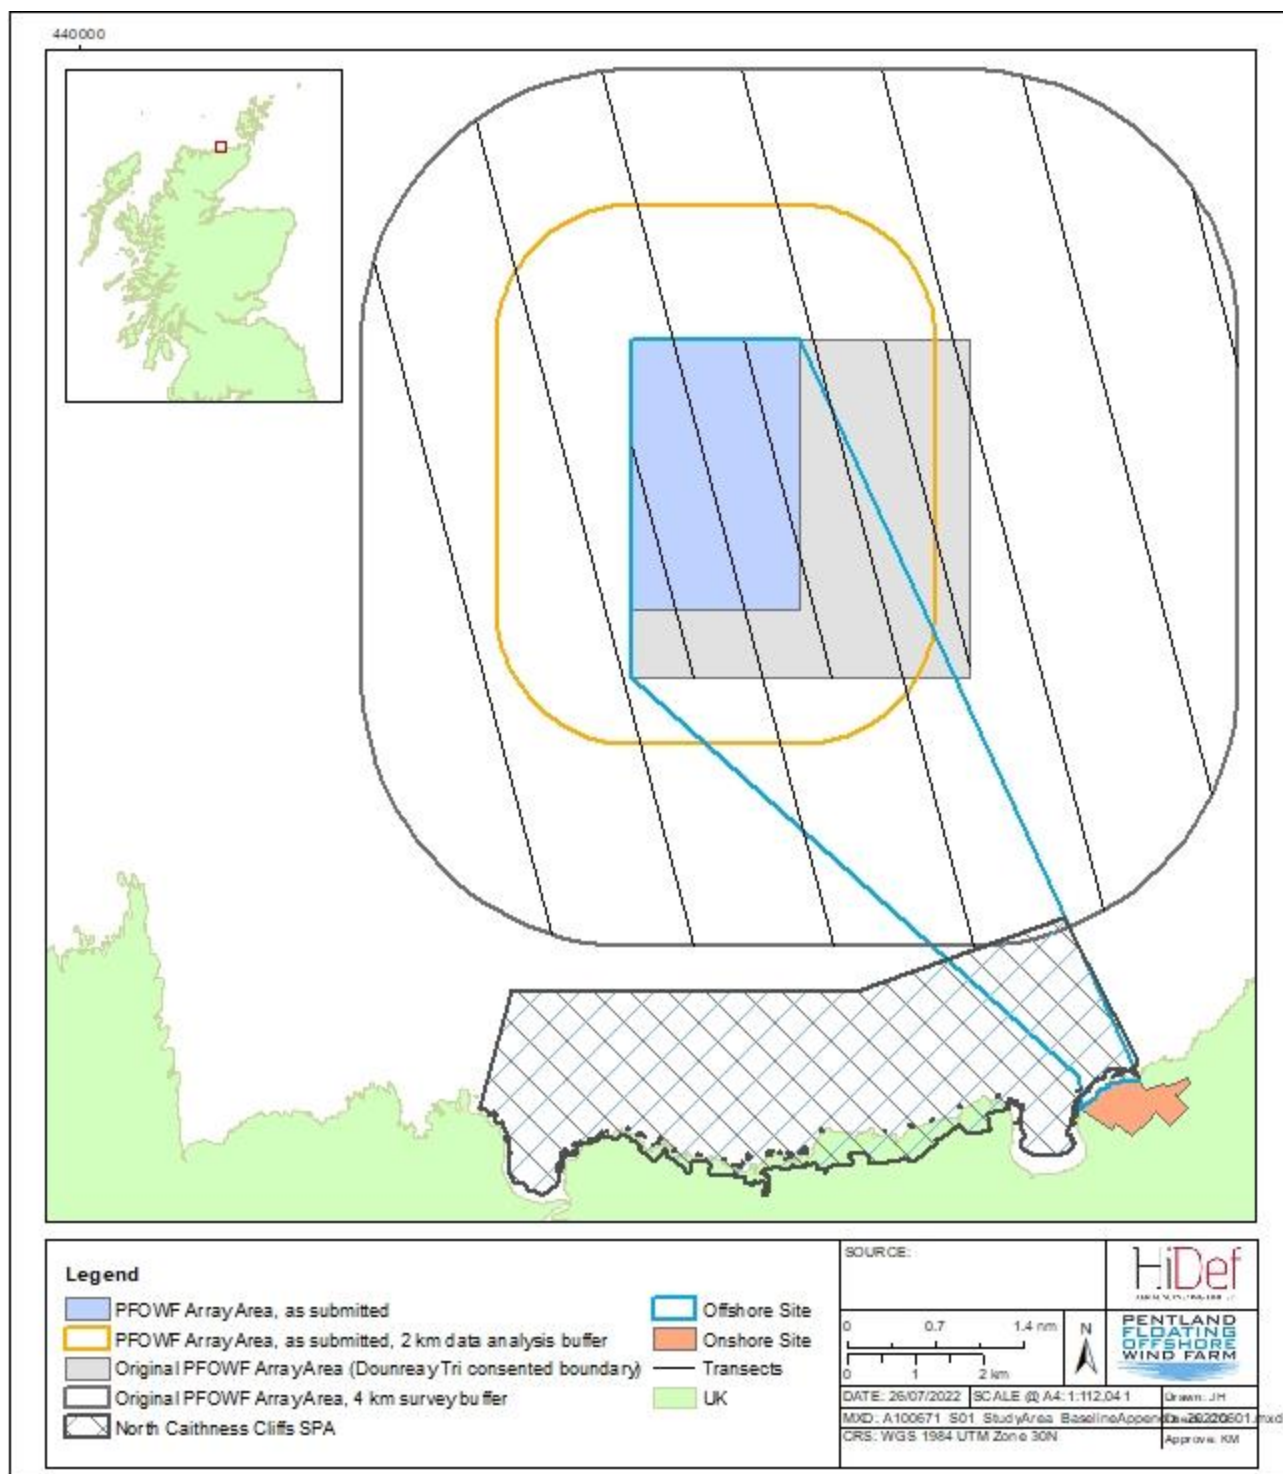 440000
Legend
PFOWF Array Area, as submitted
PFOWF Array Area, as submitted, 2 km data analysis buffer
Original PFOWF Array Area (Dounreay Tri consented boundary)
Original PFOWF Array Area, 4 km survey buffer
North Caithness Cliffs SPA
Offshore Site
Onshore Site
Transects
UK
SOURCE:
HiDef
0 0.7 1.4 nm
0 1 2 km
N
PENTLAND
FLOATING
OFFSHORE
WIND FARM
DATE: 26/07/2022 SCALE @ A4: 1:112,041 Drawn: JH
MXD: A100671_S01_StudyArea_BaselineAppend
CRS: WGS 1984 UTM Zone 30N Approve: KM